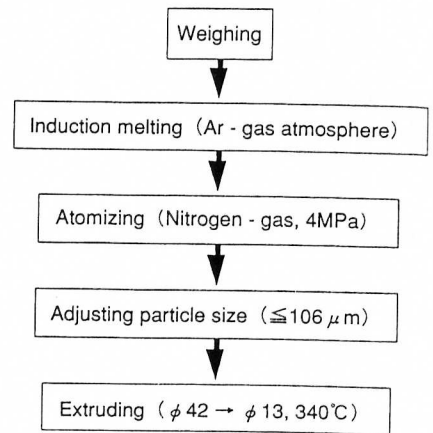 Weighing
Induction melting (Ar - gas atmosphere)
Atomizing (Nitrogen - gas, 4MPa)
Adjusting particle size (≦106 μm)
Extruding (φ42 → φ13, 340℃)